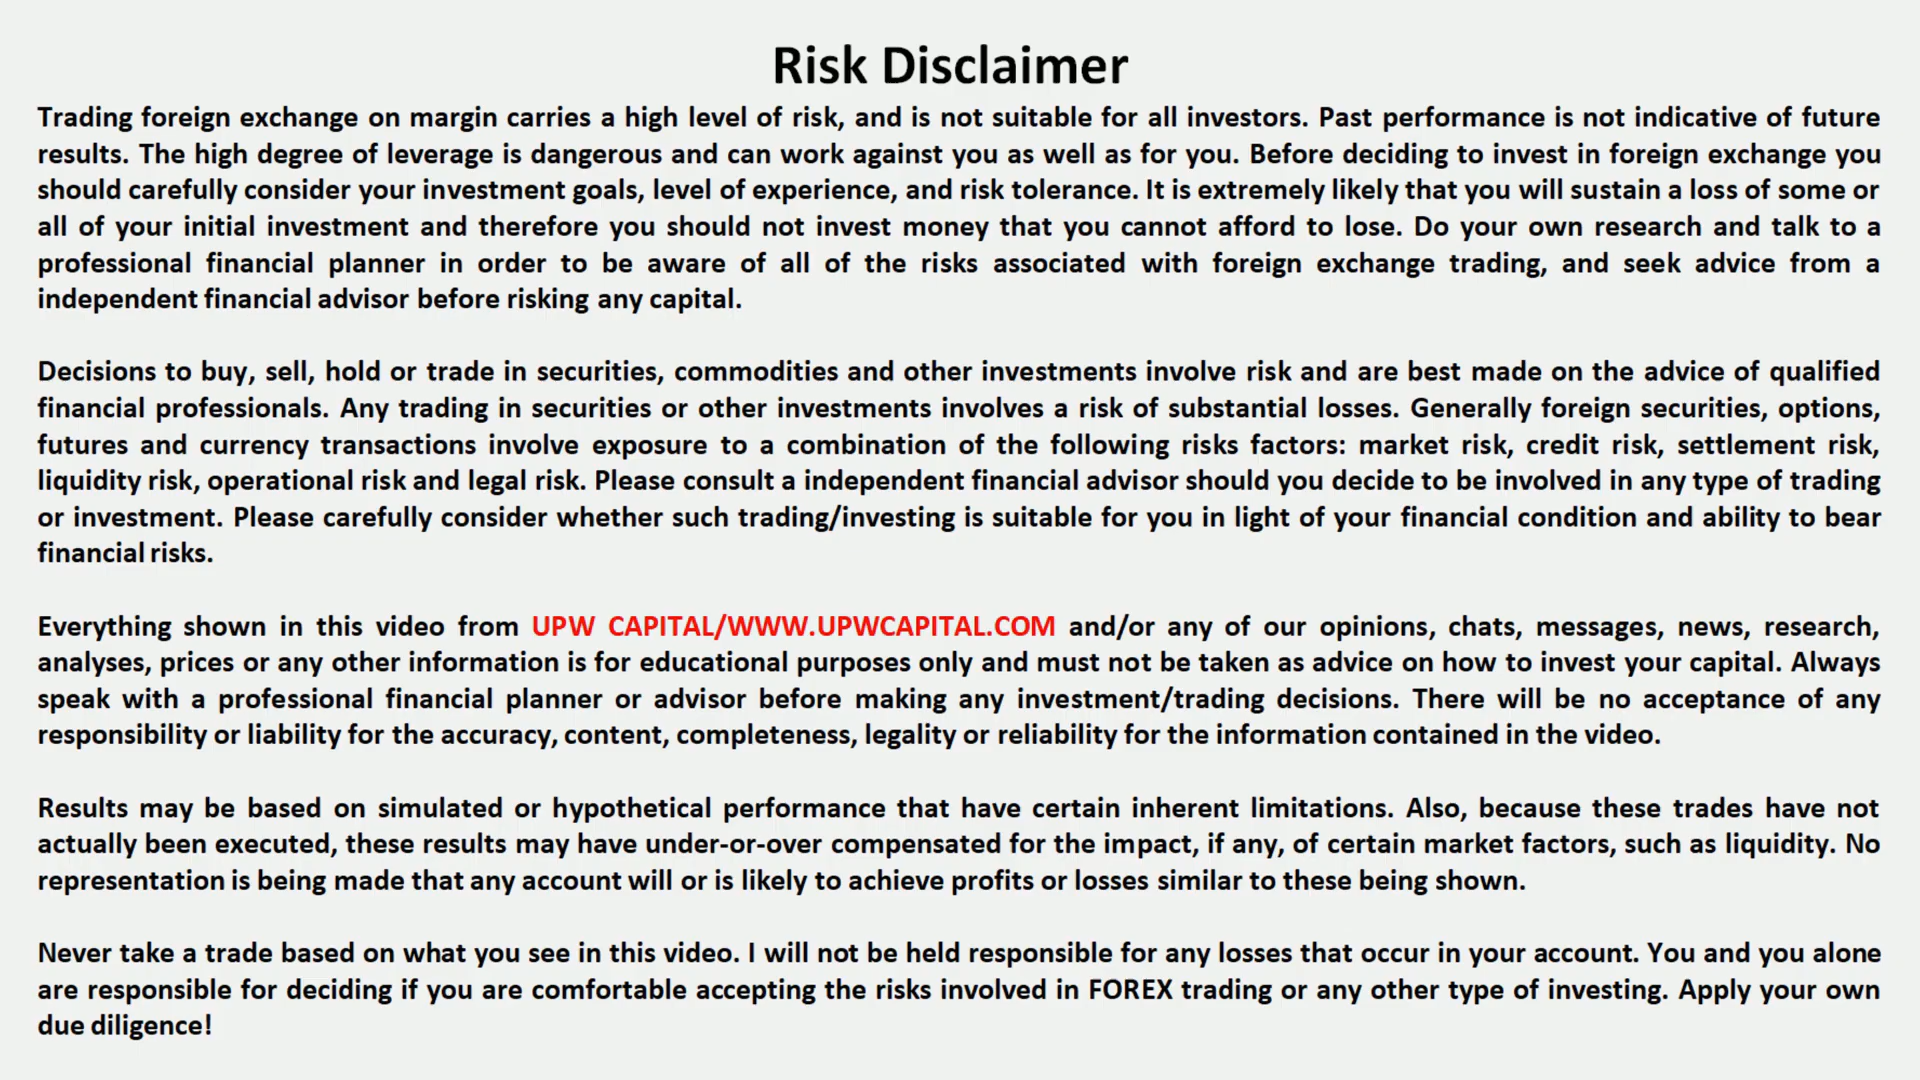 Risk Disclaimer
Trading foreign exchange on margin carries a high level of risk, and is not suitable for all investors. Past performance is not indicative of future
results. The high degree of leverage is dangerous and can work against you as well as for you. Before deciding to invest in foreign exchange you
should carefully consider your investment goals, level of experience, and risk tolerance. It is extremely likely that you will sustain a loss of some or
all of your initial investment and therefore you should not invest money that you cannot afford to lose. Do your own research and talk to a
professional financial planner in order to be aware of all of the risks associated with foreign exchange trading, and seek advice from a
independent financial advisor before risking any capital.
Decisions to buy, sell, hold or trade in securities, commodities and other investments involve risk and are best made on the advice of qualified
financial professionals. Any trading in securities or other investments involves a risk of substantial losses. Generally foreign securities, options,
futures and currency transactions involve exposure to a combination of the following risks factors: market risk, credit risk, settlement risk,
liquidity risk, operational risk and legal risk. Please consult a independent financial advisor should you decide to be involved in any type of trading
or investment. Please carefully consider whether such trading/investing is suitable for you in light of your financial condition and ability to bear
financial risks.
Everything shown in this video from UPW CAPITAL/WWW.UPWCAPITAL.COM and/or any of our opinions, chats, messages, news, research,
analyses, prices or any other information is for educational purposes only and must not be taken as advice on how to invest your capital. Always
speak with a professional financial planner or advisor before making any investment/trading decisions. There will be no acceptance of any
responsibility or liability for the accuracy, content, completeness, legality or reliability for the information contained in the video.
Results may be based on simulated or hypothetical performance that have certain inherent limitations. Also, because these trades have not
actually been executed, these results may have under-or-over compensated for the impact, if any, of certain market factors, such as liquidity. No
representation is being made that any account will or is likely to achieve profits or losses similar to these being shown.
Never take a trade based on what you see in this video. I will not be held responsible for any losses that occur in your account. You and you alone
are responsible for deciding if you are comfortable accepting the risks involved in FOREX trading or any other type of investing. Apply your own
due diligence!